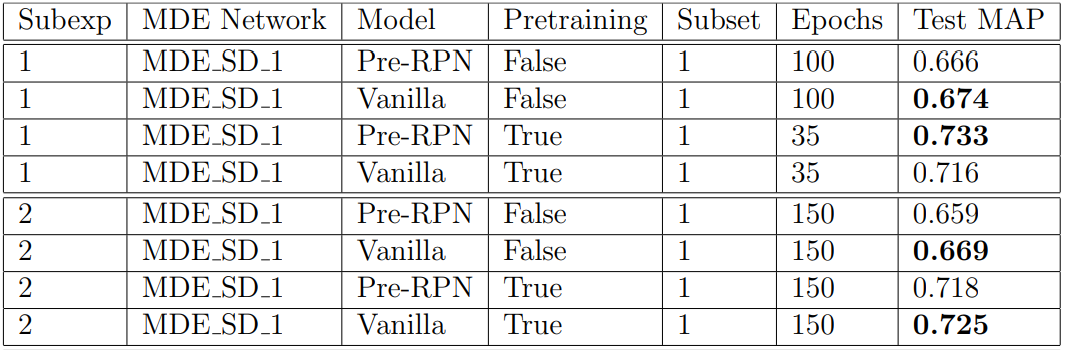 Subexp MDE Network Model Pretraining Subset Epochs Test MAP
1 MDE_SD_1 Pre-RPN False 1 100 0.666
1 MDE_SD_1 Vanilla False 1 100 0.674
1 MDE_SD_1 Pre-RPN True 1 35 0.733
1 MDE_SD_1 Vanilla True 1 35 0.716
2 MDE_SD_1 Pre-RPN False 1 150 0.659
2 MDE_SD_1 Vanilla False 1 150 0.669
2 MDE_SD_1 Pre-RPN True 1 150 0.718
2 MDE_SD_1 Vanilla True 1 150 0.725